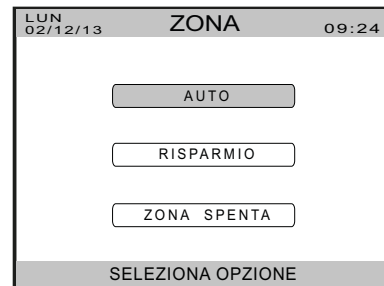 LUN
02/12/13
ZONA
09:24
AUTO
RISPARMIO
ZONA SPENTA
SELEZIONA OPZIONE